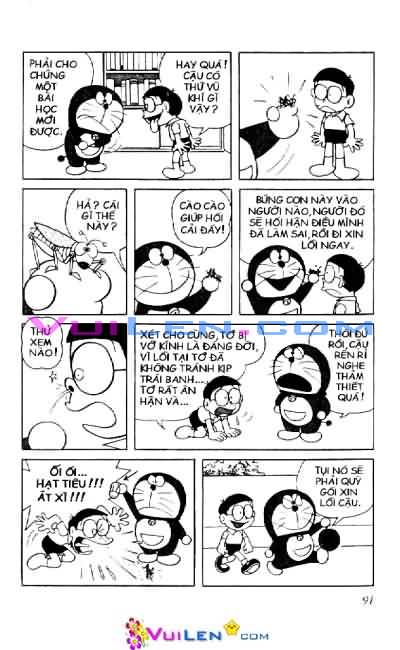 PHẢI CHO
CHÚNG
MỘT
BÀI
HỌC
MỚI
ĐƯỢC.
HAY QUÁ!
CẬU CÓ
THỨ VŨ
KHÍ GÌ
VẬY?
HẢ? CÁI
GÌ THẾ
NÀY?
CÀO CÀO
GIÚP HỐI
CẢI ĐẤY!
BỨNG CON NÀY VÀO
NGƯỜI NÀO, NGƯỜI ĐÓ
SẼ HỐI HẬN ĐIỀU MÌNH
ĐÃ LÀM SAI, RỒI ĐI XIN
LỖI NGAY.
THỬ
XEM
NÀO!
XÉT CHO CÙNG, TỚ BỊ
VỠ KÍNH LÀ ĐÁNG ĐỜI,
VÌ LỖI TẠI TỚ ĐÃ
KHÔNG TRÁNH KỊP
TRÁI BANH...,
TỚ RẤT ÂN
HẬN VÀ...
THÔI ĐỦ
RỒI, CẬU
RÊN RỈ
NGHE
THẢM
THIẾT
QUÁ!
VUILEN.COM
ỐI ỐI...
HẠT TIÊU!!!
ẤT XÌ!!!
TỤI NÓ SẼ
PHẢI QUỲ
GỐI XIN
LỖI CẬU.
91
VUILEN.COM